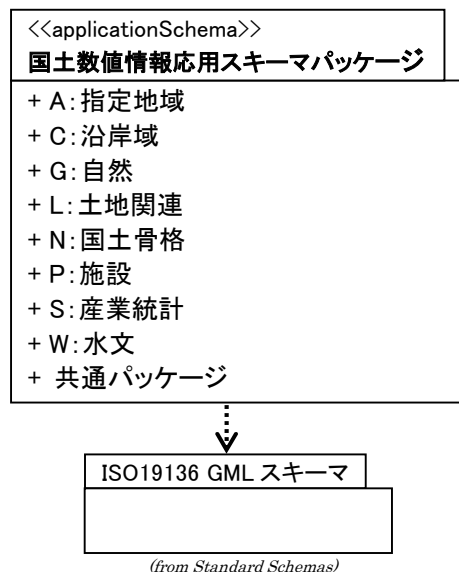 <<applicationSchema>>
国土数値情報応用スキーマパッケージ
+ A:指定地域
+ C:沿岸域
+ G:自然
+ L:土地関連
+ N:国土骨格
+ P:施設
+ S:産業統計
+ W:水文
+ 共通パッケージ
ISO19136 GML スキーマ
(from Standard Schemas)